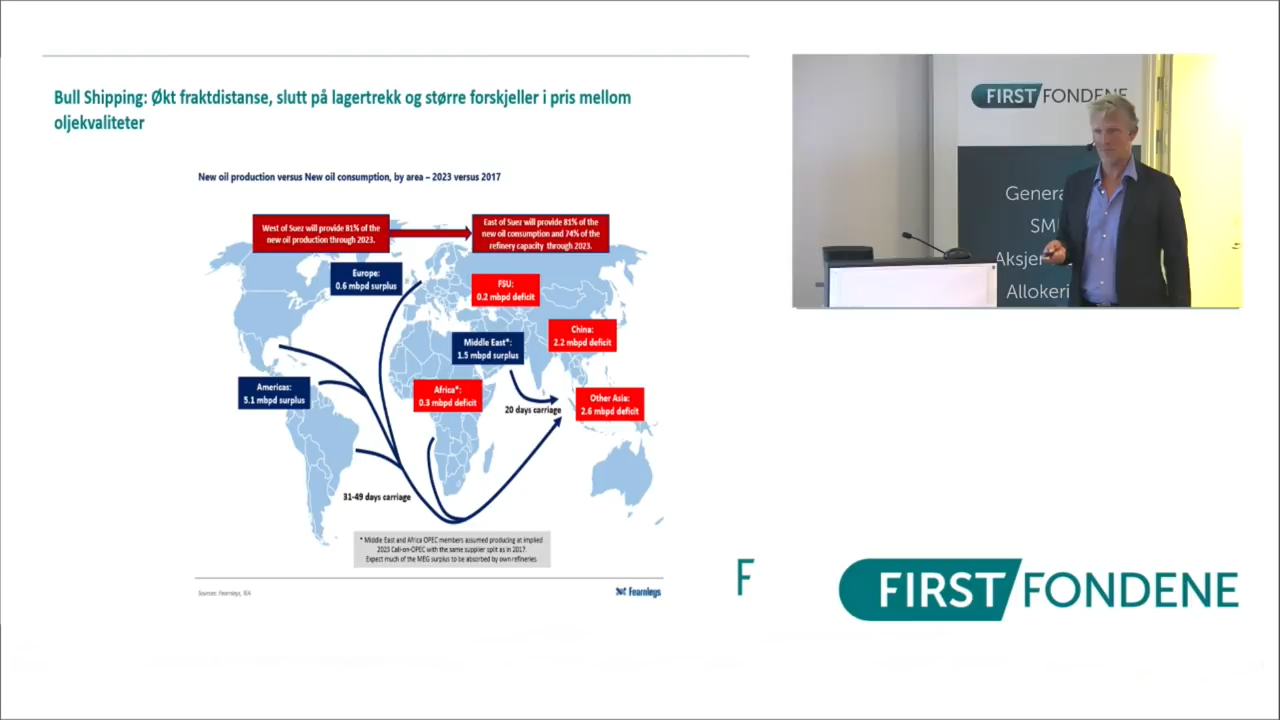 Bull Shipping: Økt fraktdistanse, slutt på lagertrekk og større forskjeller i pris mellom
oljekvaliteter
New oil production versus New oil consumption, by area – 2023 versus 2017
West of Suez will provide 81% of the
new oil production through 2023.
East of Suez will provide 81% of the
new oil consumption and 74% of the
refinery capacity through 2023.
Europe:
0.6 mbpd surplus
FSU:
0.2 mbpd deficit
China:
2.2 mbpd deficit
Middle East*:
1.5 mbpd surplus
Americas:
5.1 mbpd surplus
Africa*:
0.3 mbpd deficit
Other Asia:
2.6 mbpd deficit
20 days carriage
31-49 days carriage
* Middle East and Africa OPEC members assumed producing at implied
2023 Call-on-OPEC with the same supplier split as in 2017.
Expect much of the MEG surplus to be absorbed by own refineries.
Sources: Fearnleys, IEA
Fearnleys
FIRST FONDENE
Genera
SM
Aksje
Allokeri
F
FIRST FONDENE